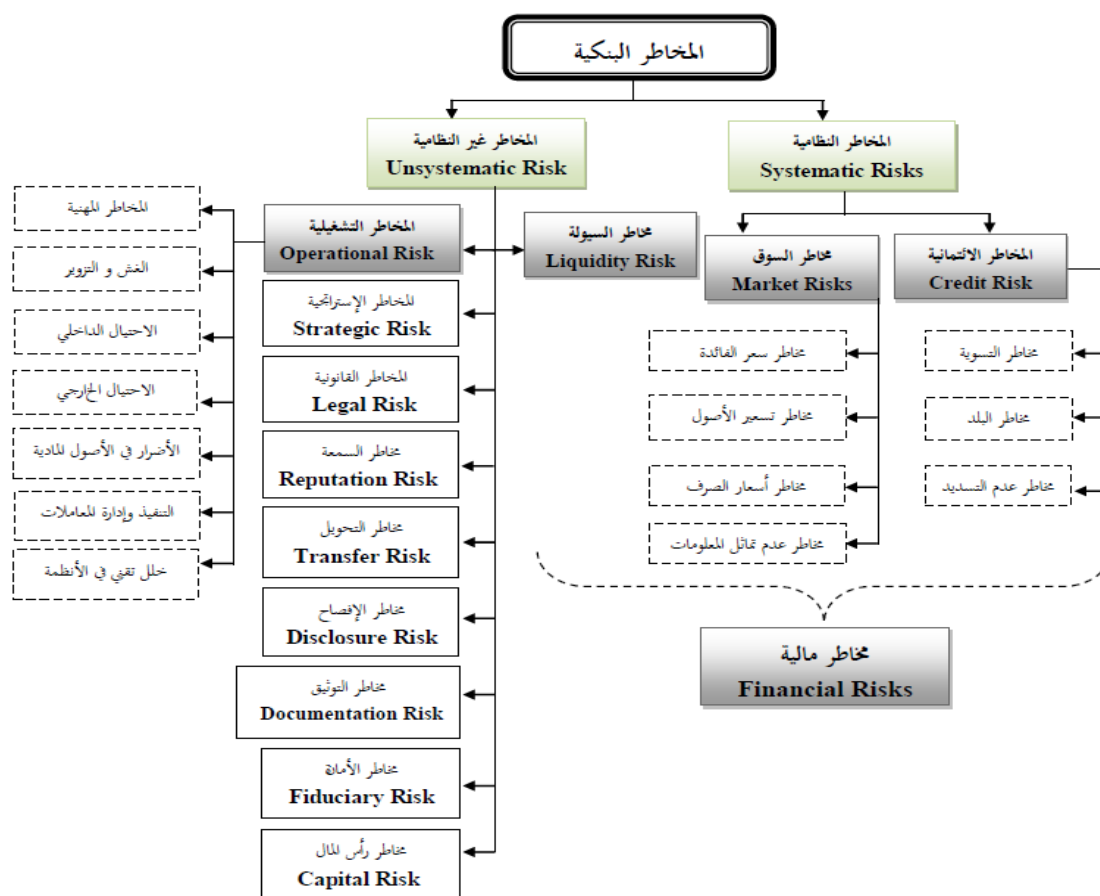 المخاطر البنكية
المخاطر النظامية
Systematic Risks
المخاطر غير النظامية
Unsystematic Risk
المخاطر الائتمانية
Credit Risk
مخاطر التسوية
مخاطر البلد
مخاطر عدم التسديد
مخاطر السوق
Market Risks
مخاطر سعر الفائدة
مخاطر تسعير الأصول
مخاطر أسعار الصرف
مخاطر عدم تماثل المعلومات
مخاطر مالية
Financial Risks
مخاطر السيولة
Liquidity Risk
المخاطر التشغيلية
Operational Risk
المخاطر الإستراتجية
Strategic Risk
المخاطر القانونية
Legal Risk
مخاطر السمعة
Reputation Risk
مخاطر التحويل
Transfer Risk
مخاطر الإفصاح
Disclosure Risk
مخاطر التوثيق
Documentation Risk
مخاطر الأمانة
Fiduciary Risk
مخاطر رأس المال
Capital Risk
المخاطر المهنية
الغش و التزوير
الاحتيال الداخلي
الاحتيال الخارجي
الأضرار في الأصول المادية
التنفيذ وإدارة المعاملات
خلل تقني في الأنظمة